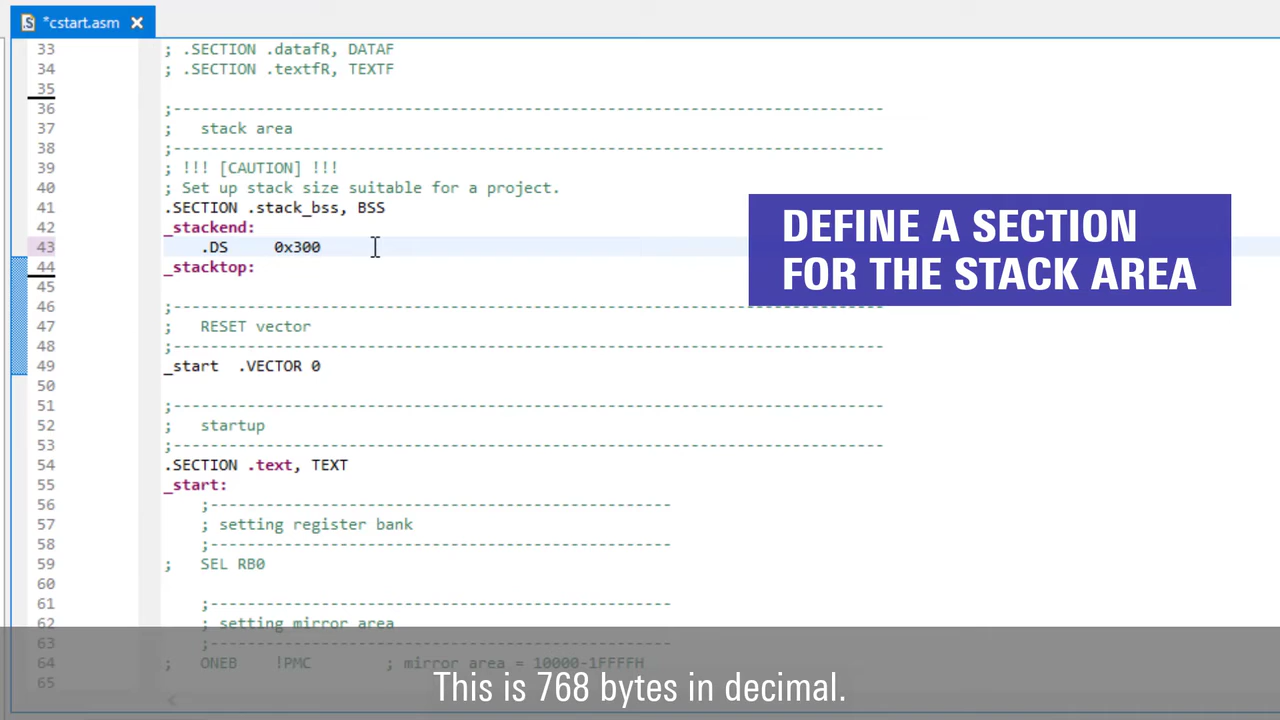 *cstart.asm
33 ; .SECTION .datafR, DATAF
34 ; .SECTION .textfR, TEXTF
35
36 ;-----------------------------------------------------------------------------
37 ;   stack area
38 ;-----------------------------------------------------------------------------
39 ; !!! [CAUTION] !!!
40 ; Set up stack size suitable for a project.
41 .SECTION .stack_bss, BSS
42 _stackend:
43     .DS     0x300
44 _stacktop:
45
46 ;-----------------------------------------------------------------------------
47 ;   RESET vector
48 ;-----------------------------------------------------------------------------
49 _start  .VECTOR 0
50
51 ;-----------------------------------------------------------------------------
52 ;   startup
53 ;-----------------------------------------------------------------------------
54 .SECTION .text, TEXT
55 _start:
56     ;--------------------------------------------------
57     ; setting register bank
58     ;--------------------------------------------------
59 ;   SEL RB0
60
61     ;--------------------------------------------------
62     ; setting mirror area
63     ;--------------------------------------------------
64 ;   ONEB    !PMC        ; mirror area = 10000-1FFFFH
65
DEFINE A SECTION
FOR THE STACK AREA
This is 768 bytes in decimal.